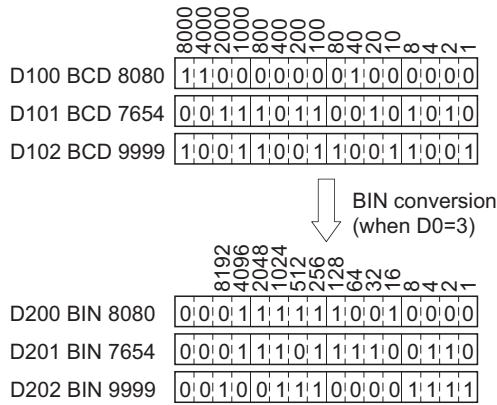 8000 4000 2000 1000 800 400 200 100 80 40 20 10 8 4 2 1
D100 BCD 8080 1 1 0 0 0 0 0 0 0 1 0 0 0 0 0 0
D101 BCD 7654 0 0 1 1 1 0 1 1 0 0 1 0 1 0 1 0
D102 BCD 9999 1 0 0 1 1 0 0 1 1 0 0 1 1 0 0 1
BIN conversion
(when D0=3)
8192 4096 2048 1024 512 256 128 64 32 16 8 4 2 1
D200 BIN 8080 0 0 0 1 1 1 1 1 1 0 0 1 0 0 0 0
D201 BIN 7654 0 0 0 1 1 1 0 1 1 1 1 0 0 1 1 0
D202 BIN 9999 0 0 1 0 0 1 1 1 0 0 0 0 1 1 1 1